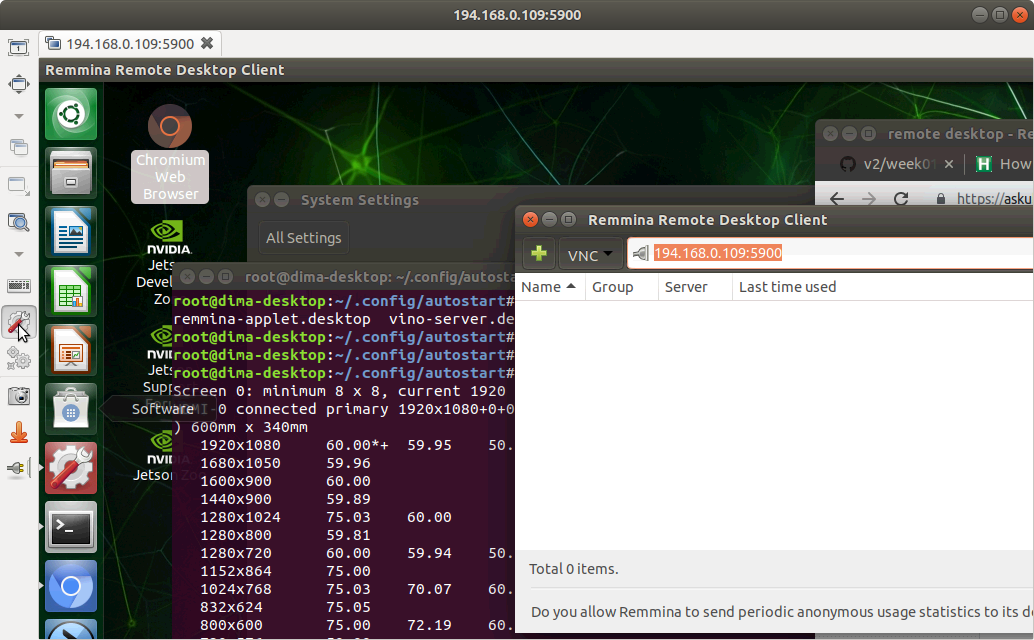 194.168.0.109:5900
194.168.0.109:5900
Remmina Remote Desktop Client
Chromium
Web
Browser
remote desktop - Re
v2/week01
How
System Settings
https://asku
Remmina Remote Desktop Client
All Settings
NVIDIA.
VNC
194.168.0.109:5900
Jets
Devel
Zo
root@dima-desktop: ~/.config/autosta
Name
Group
Server
Last time used
root@dima-desktop:~/.config/autostart#
remmina-applet.desktop vino-server.de
root@dima-desktop:~/.config/autostart#
root@dima-desktop:~/.config/autostart#
root@dima-desktop:~/.config/autostart#
NVI
Jets
Supp
Screen 0: minimum 8 x 8, current 1920
Software
-0 connected primary 1920x1080+0+0
) 600mm x 340mm
1920x1080 60.00*+ 59.95 50.
1680x1050 59.96
1600x900 60.00
1440x900 59.89
1280x1024 75.03 60.00
1280x800 59.81
1280x720 60.00 59.94 50.
1152x864 75.00
1024x768 75.03 70.07 60.
832x624 75.05
800x600 75.00 72.19 60.
NVIDI
Jetson Zo
Total 0 items.
Do you allow Remmina to send periodic anonymous usage statistics to its de